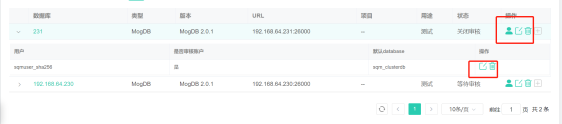 数据库 类型 版本 URL 项目 用途 状态 操作
231 MogDB MogDB 2.0.1 192.168.64.231:26000 -- 测试 关闭审核
用户 是否审核账户 默认database 操作
sqmuser_sha256 是 sqm_clusterdb
192.168.64.230 MogDB MogDB 2.0.1 192.168.64.230:26000 -- 测试 等待审核
1 10条/页 前往 1 页 共 2 条